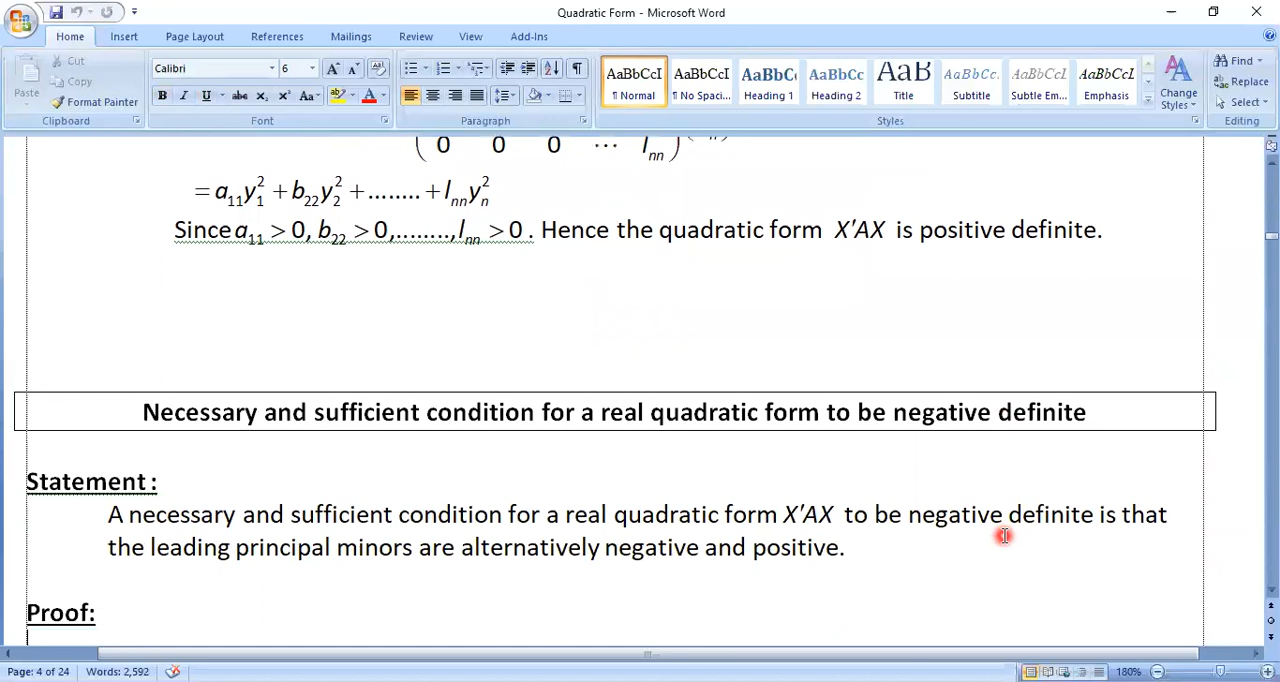 Quadratic Form - Microsoft Word
Home Insert Page Layout References Mailings Review View Add-Ins
Paste Cut Copy Format Painter
Calibri 6
AaBbCcI AaBbCcI AaBbC AaBbCc AaB AaBbCc. AaBbCcI AaBbCcI
¶ Normal ¶ No Spaci... Heading 1 Heading 2 Title Subtitle Subtle Em... Emphasis
Change Styles
Find Replace Select
Clipboard Font Paragraph Styles Editing
( 0 0 0 ⋯ lₙₙ )
= a₁₁y₁² + b₂₂y₂² + ........ + lₙₙyₙ²
Since a₁₁ > 0, b₂₂ > 0,........, lₙₙ > 0 . Hence the quadratic form X′AX is positive definite.
Necessary and sufficient condition for a real quadratic form to be negative definite
Statement :
A necessary and sufficient condition for a real quadratic form X′AX to be negative definite is that
the leading principal minors are alternatively negative and positive.
Proof:
Page: 4 of 24 Words: 2,592 180%